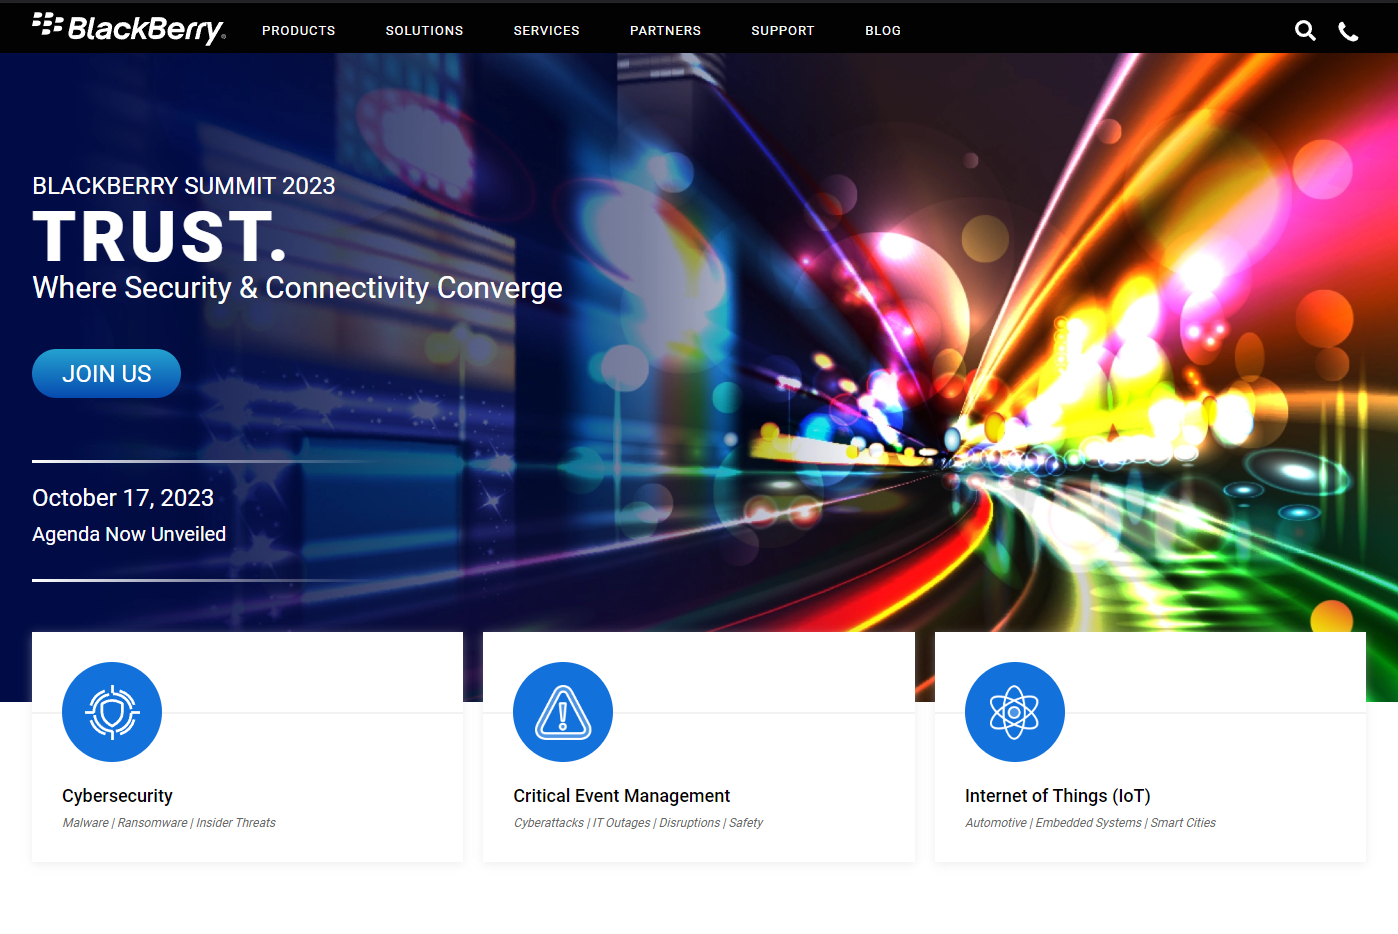 BlackBerry
PRODUCTS
SOLUTIONS
SERVICES
PARTNERS
SUPPORT
BLOG
BLACKBERRY SUMMIT 2023
TRUST.
Where Security & Connectivity Converge
JOIN US
October 17, 2023
Agenda Now Unveiled
Cybersecurity
Malware | Ransomware | Insider Threats
Critical Event Management
Cyberattacks | IT Outages | Disruptions | Safety
Internet of Things (IoT)
Automotive | Embedded Systems | Smart Cities